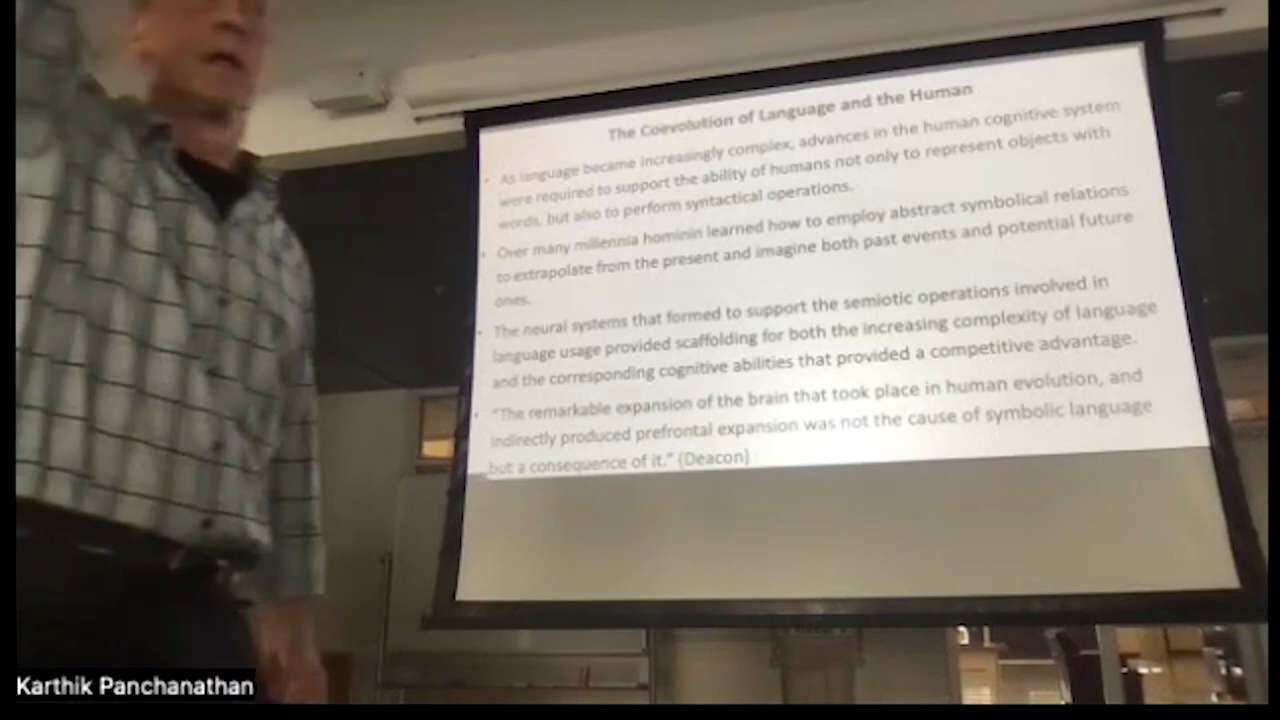 The Coevolution of Language and the Human
• As language became increasingly complex, advances in the human cognitive system
were required to support the ability of humans not only to represent objects with
words, but also to perform syntactical operations.
• Over many millennia hominin learned how to employ abstract symbolical relations
to extrapolate from the present and imagine both past events and potential future
ones.
• The neural systems that formed to support the semiotic operations involved in
language usage provided scaffolding for both the increasing complexity of language
and the corresponding cognitive abilities that provided a competitive advantage.
• "The remarkable expansion of the brain that took place in human evolution, and
indirectly produced prefrontal expansion was not the cause of symbolic language
but a consequence of it." (Deacon)
Karthik Panchanathan